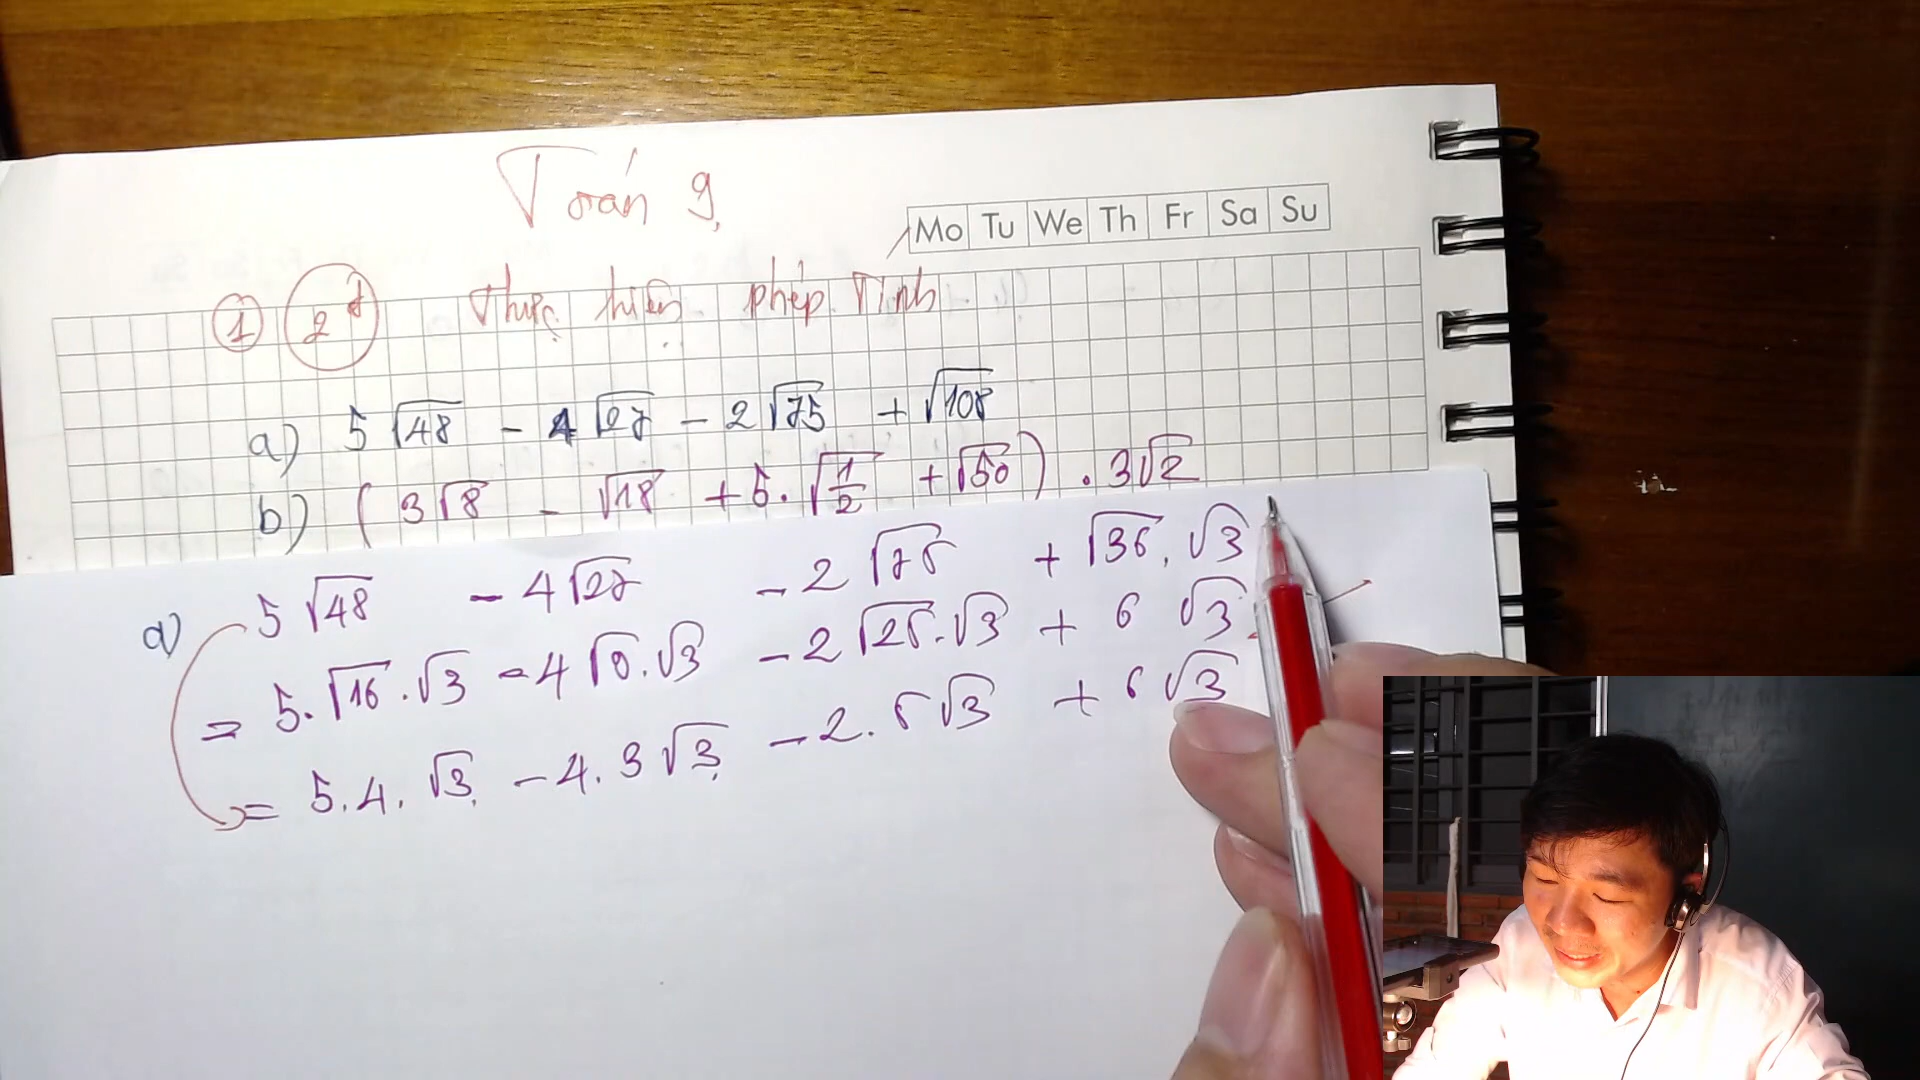 Toán 9
Mo Tu We Th Fr Sa Su
① 2đ Thực hiện phép tính
a) 5√48 - 4√27 - 2√75 + √108
b) (3√8 - √18 + 5.√(1/2) + √50) . 3√2
a) 5√48 - 4√27 - 2√75 + √36.√3
= 5.√16.√3 - 4√9.√3 - 2√25.√3 + 6√3
= 5.4.√3 - 4.3√3 - 2.5√3 + 6√3